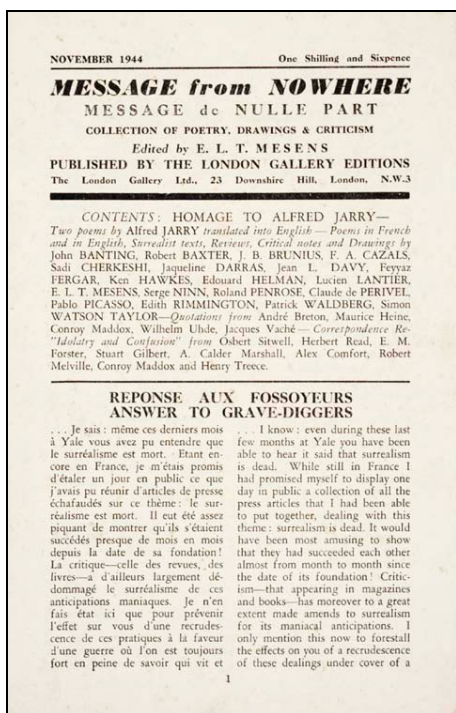 NOVEMBER 1944 One Shilling and Sixpence
MESSAGE from NOWHERE
MESSAGE de NULLE PART
COLLECTION OF POETRY, DRAWINGS & CRITICISM
Edited by E. L. T. MESENS
PUBLISHED BY THE LONDON GALLERY EDITIONS
The London Gallery Ltd., 23 Downshire Hill, London, N.W.3
CONTENTS: HOMAGE TO ALFRED JARRY—
Two poems by Alfred JARRY translated into English — Poems in French
and in English, Surrealist texts, Reviews, Critical notes and Drawings by
John BANTING, Robert BAXTER, J. B. BRUNIUS, F. A. CAZALS,
Sadi CHERKESHI, Jaqueline DARRAS, Jean L. DAVY, Feyyaz
FERGAR, Ken HAWKES, Edouard HELMAN, Lucien LANTIER,
E. L. T. MESENS, Serge NINN, Roland PENROSE, Claude de PERIVEL,
Pablo PICASSO, Edith RIMMINGTON, Patrick WALDBERG, Simon
WATSON TAYLOR—Quotations from André Breton, Maurice Heine,
Conroy Maddox, Wilhelm Uhde, Jacques Vaché — Correspondence Re-
"Idolatry and Confusion" from Osbert Sitwell, Herbert Read, E. M.
Forster, Stuart Gilbert, A. Calder Marshall, Alex Comfort, Robert
Melville, Conroy Maddox and Henry Treece.
REPONSE AUX FOSSOYEURS
ANSWER TO GRAVE-DIGGERS
. . . Je sais : même ces derniers mois
à Yale vous avez pu entendre que
le surréalisme est mort. Etant en-
core en France, je m'étais promis
d'étaler un jour en public ce que
j'avais pu réunir d'articles de presse
échafaudés sur ce thème : le sur-
réalisme est mort. Il eut été assez
piquant de montrer qu'ils s'étaient
succédés presque de mois en mois
depuis la date de sa fondation!
La critique—celle des revues, des
livres—a d'ailleurs largement dé-
dommagé le surréalisme de ces
anticipations maniaques. Je n'en
fais état ici que pour prévenir
l'effet sur vous d'une recrudes-
cence de ces pratiques à la faveur
d'une guerre où l'on est toujours
fort en peine de savoir qui vit et
. . . I know : even during these last
few months at Yale you have been
able to hear it said that surrealism
is dead. While still in France I
had promised myself to display one
day in public a collection of all the
press articles that I had been able
to put together, dealing with this
theme : surrealism is dead. It would
have been most amusing to show
that they had succeeded each other
almost from month to month since
the date of its foundation! Critic-
ism—that appearing in magazines
and books—has moreover to a great
extent made amends to surrealism
for its maniacal anticipations. I
only mention this now to forestall
the effects on you of a recrudescence
of these dealings under cover of a
1